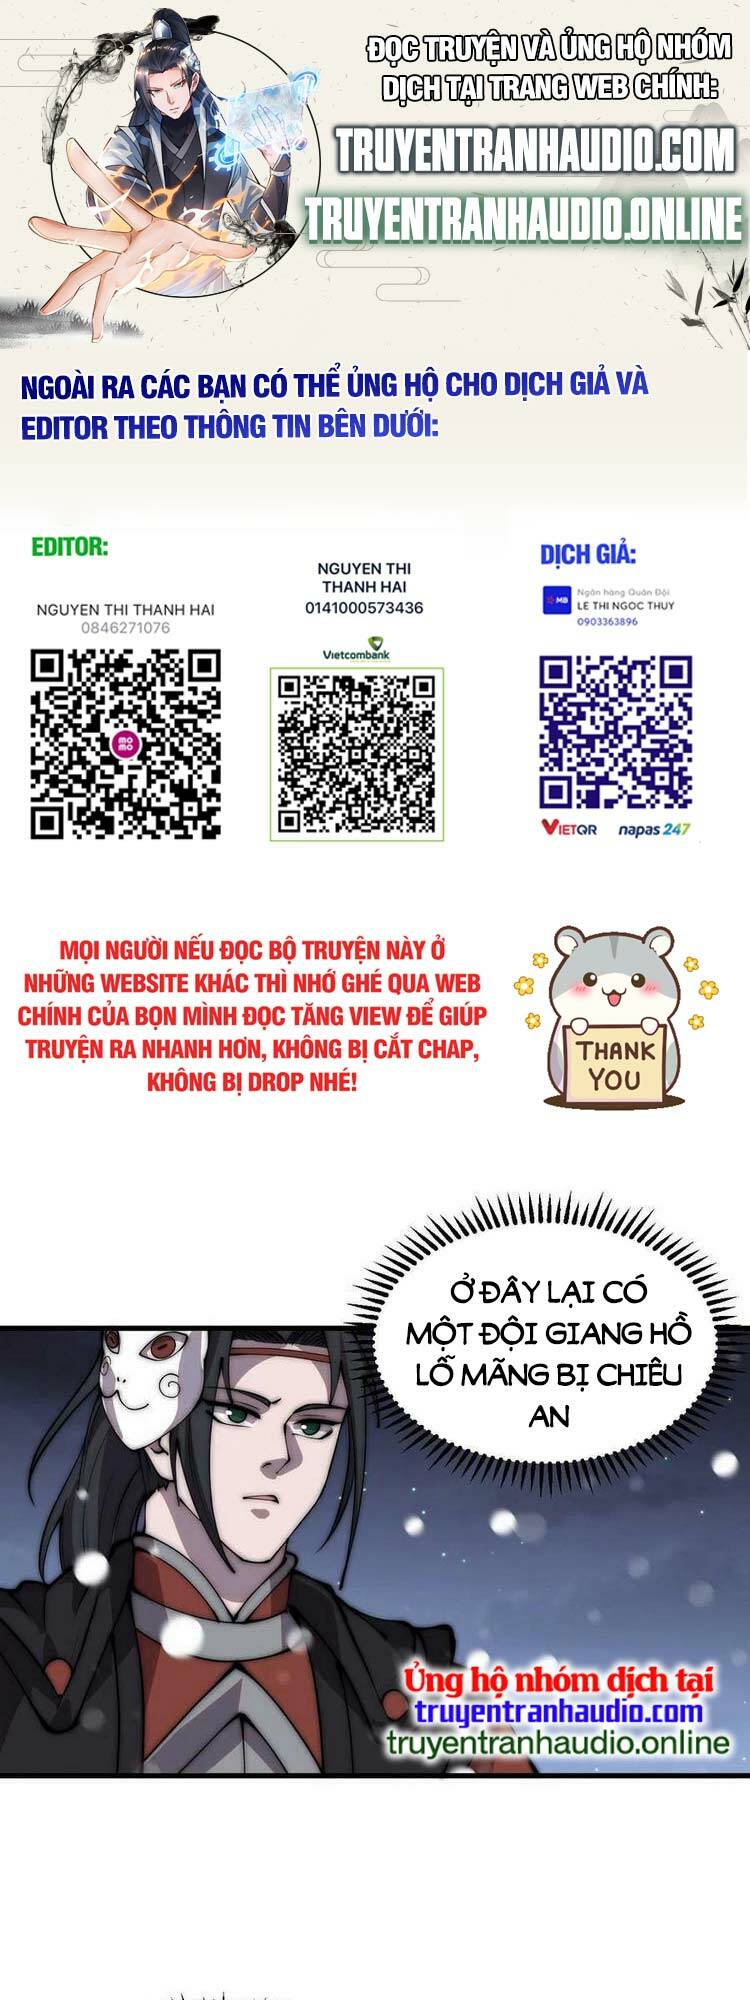 ĐỌC TRUYỆN VÀ ỦNG HỘ NHÓM
DỊCH TẠI TRANG WEB CHÍNH:
TRUYENTRANHAUDIO.COM
TRUYENTRANHAUDIO.ONLINE
NGOÀI RA CÁC BẠN CÓ THỂ ỦNG HỘ CHO DỊCH GIẢ VÀ
EDITOR THEO THÔNG TIN BÊN DƯỚI:
EDITOR:
NGUYEN THI THANH HAI
0846271076
mo
mo
NGUYEN THI
THANH HAI
0141000573436
Vietcombank
DỊCH GIẢ:
MB
Ngân hàng Quân Đội
LE THI NGOC THUY
0903363896
VIETQR napas 247
MỌI NGƯỜI NẾU ĐỌC BỘ TRUYỆN NÀY Ở
NHỮNG WEBSITE KHÁC THÌ NHỚ GHÉ QUA WEB
CHÍNH CỦA BỌN MÌNH ĐỌC TĂNG VIEW ĐỂ GIÚP
TRUYỆN RA NHANH HƠN, KHÔNG BỊ CẮT CHAP,
KHÔNG BỊ DROP NHÉ!
THANK
YOU
Ở ĐÂY LẠI CÓ
MỘT ĐỘI GIANG HỒ
LỖ MÃNG BỊ CHIÊU
AN
Ủng hộ nhóm dịch tại
truyentranhaudio.com
truyentranhaudio.online